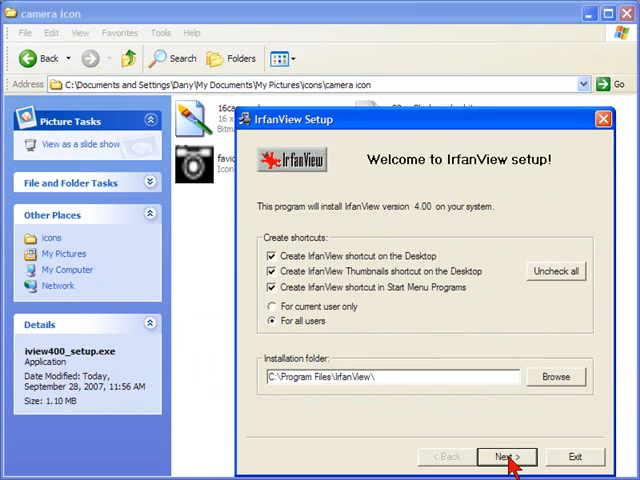 camera icon
File Edit View Favorites Tools Help
Back Search Folders
Address C:\Documents and Settings\Dany\My Documents\My Pictures\icons\camera icon Go
Picture Tasks
View as a slide show
File and Folder Tasks
Other Places
icons
My Pictures
My Computer
Network
Details
iview400_setup.exe
Application
Date Modified: Today,
September 28, 2007, 11:56 AM
Size: 1.10 MB
16 x
Bitm
favic
Icon
IrfanView Setup
IrfanView
Welcome to IrfanView setup!
This program will install IrfanView version 4.00 on your system.
Create shortcuts:
Create IrfanView shortcut on the Desktop
Create IrfanView Thumbnails shortcut on the Desktop
Uncheck all
Create IrfanView shortcut in Start Menu Programs
For current user only
For all users
Installation folder:
C:\Program Files\IrfanView\
Browse
< Back Next > Exit